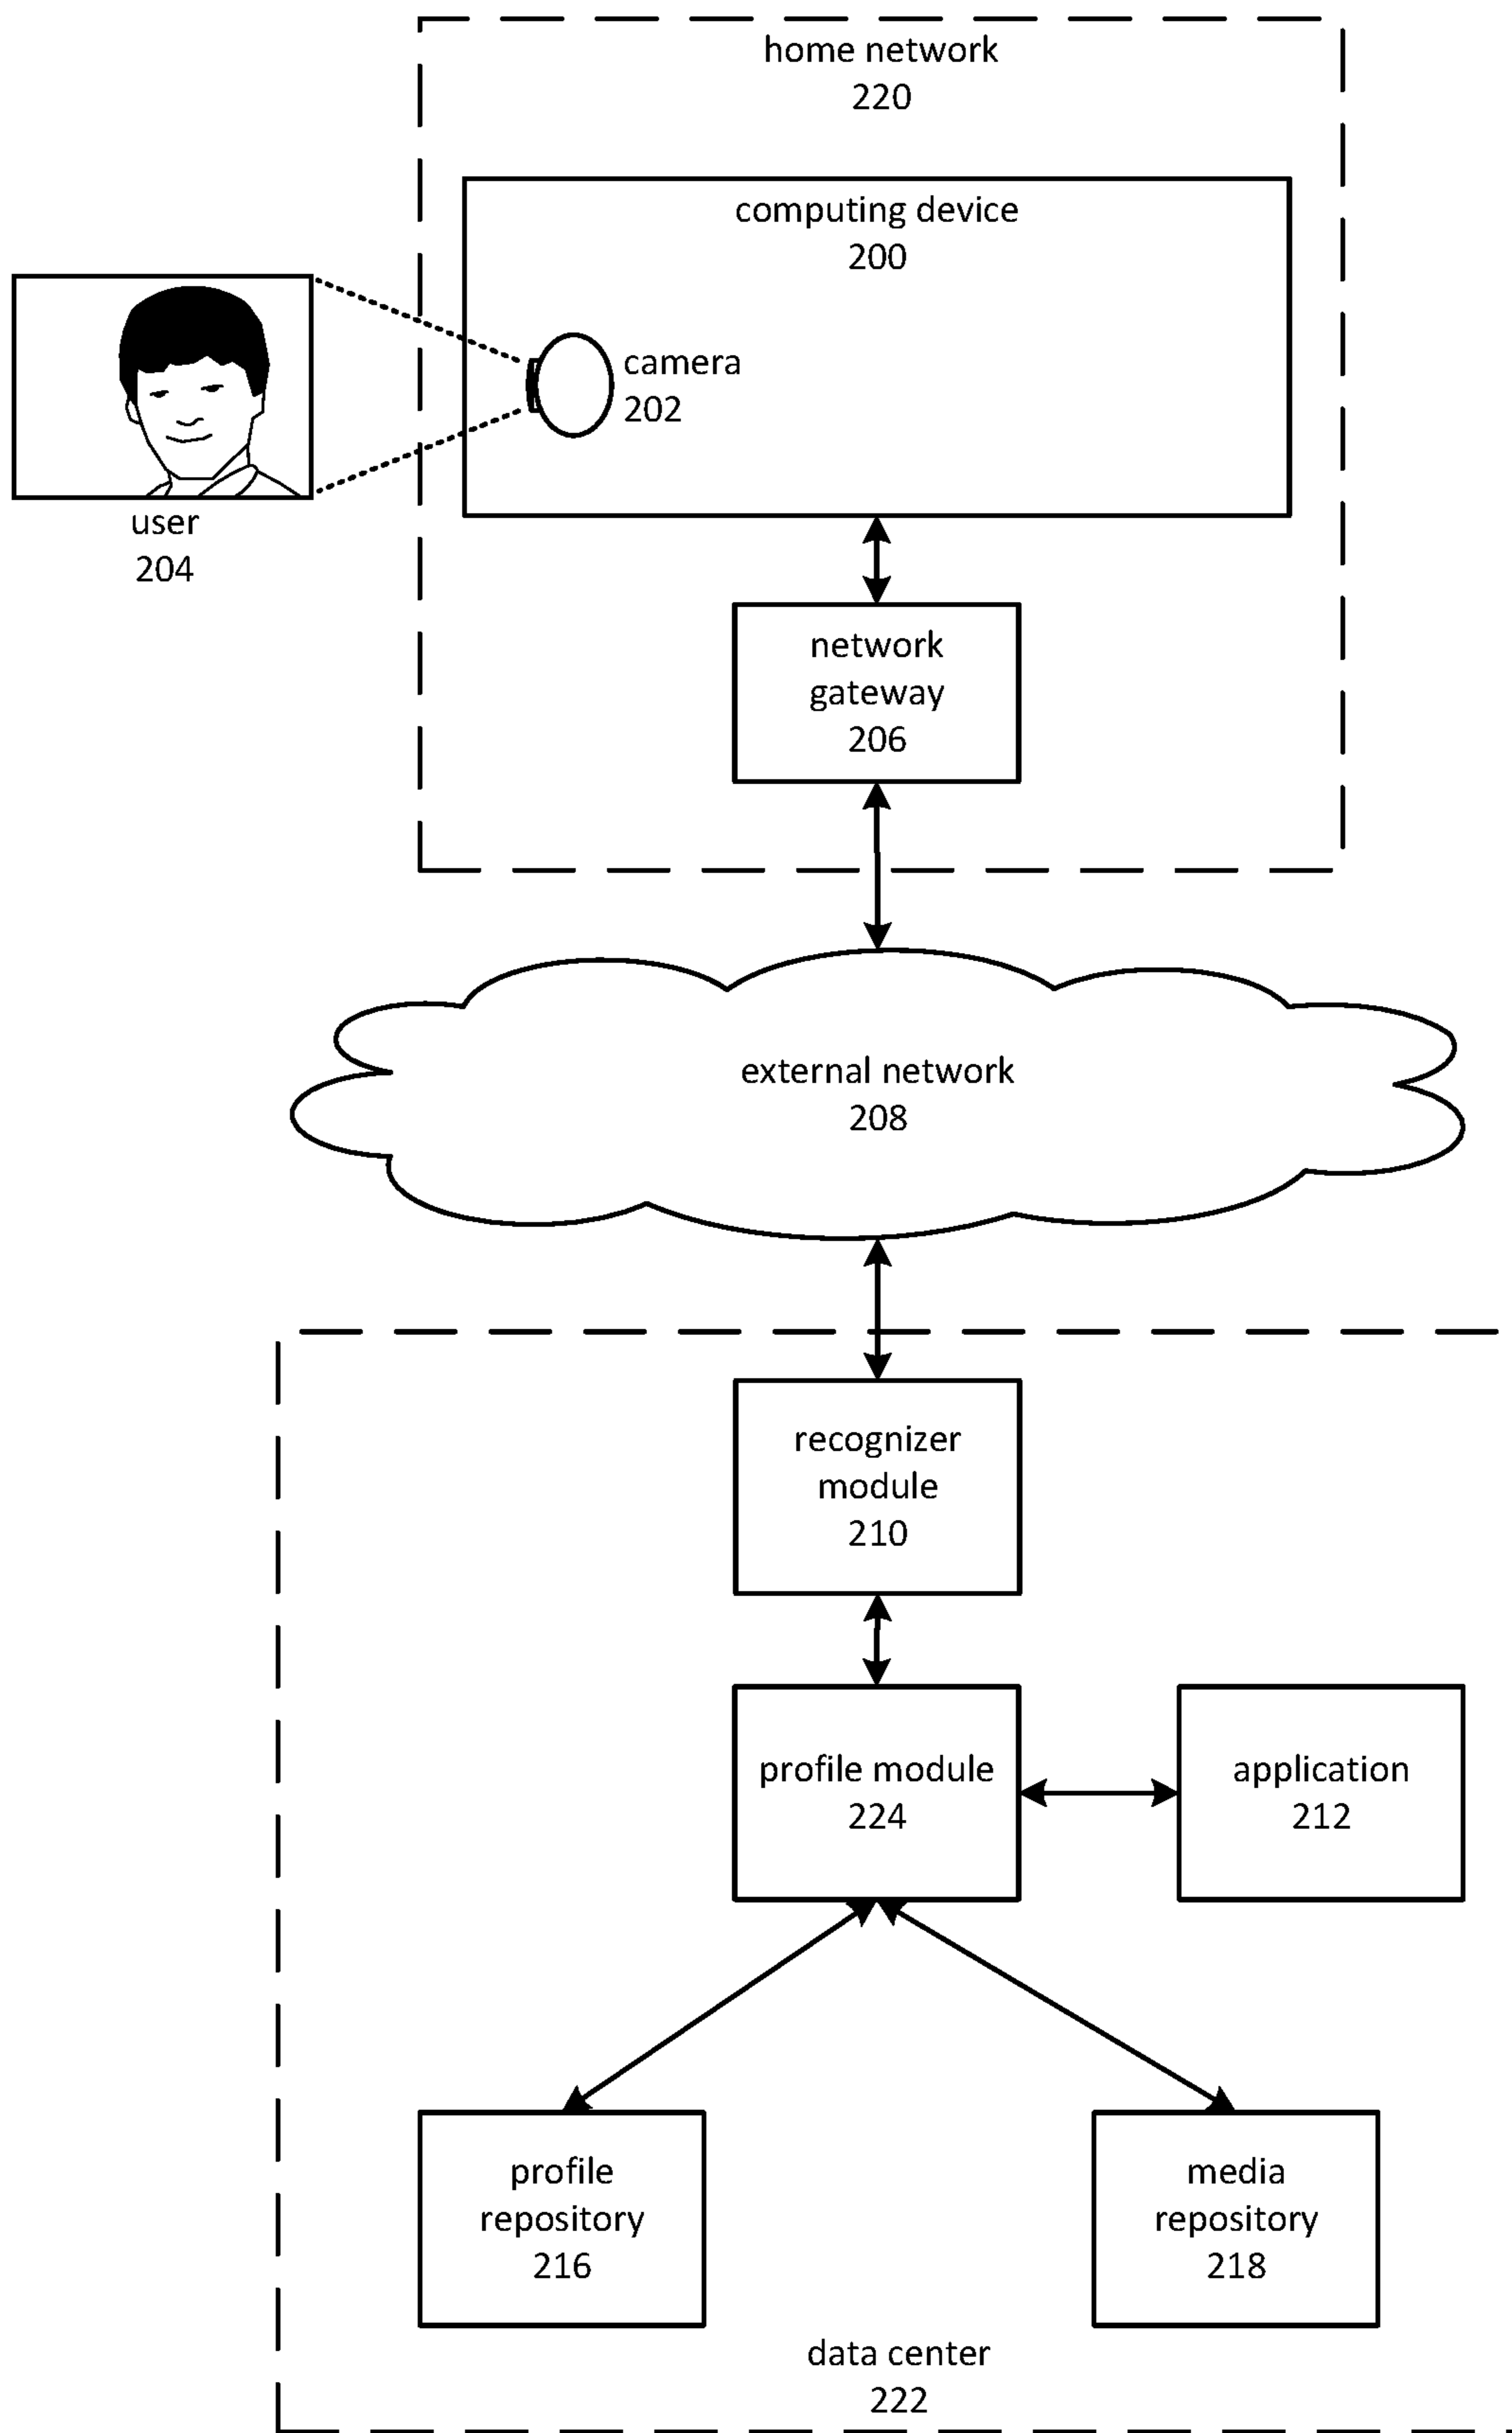 home network
220
computing device
200
camera
202
user
204
network
gateway
206
external network
208
recognizer
module
210
profile module
224
application
212
profile
repository
216
media
repository
218
data center
222